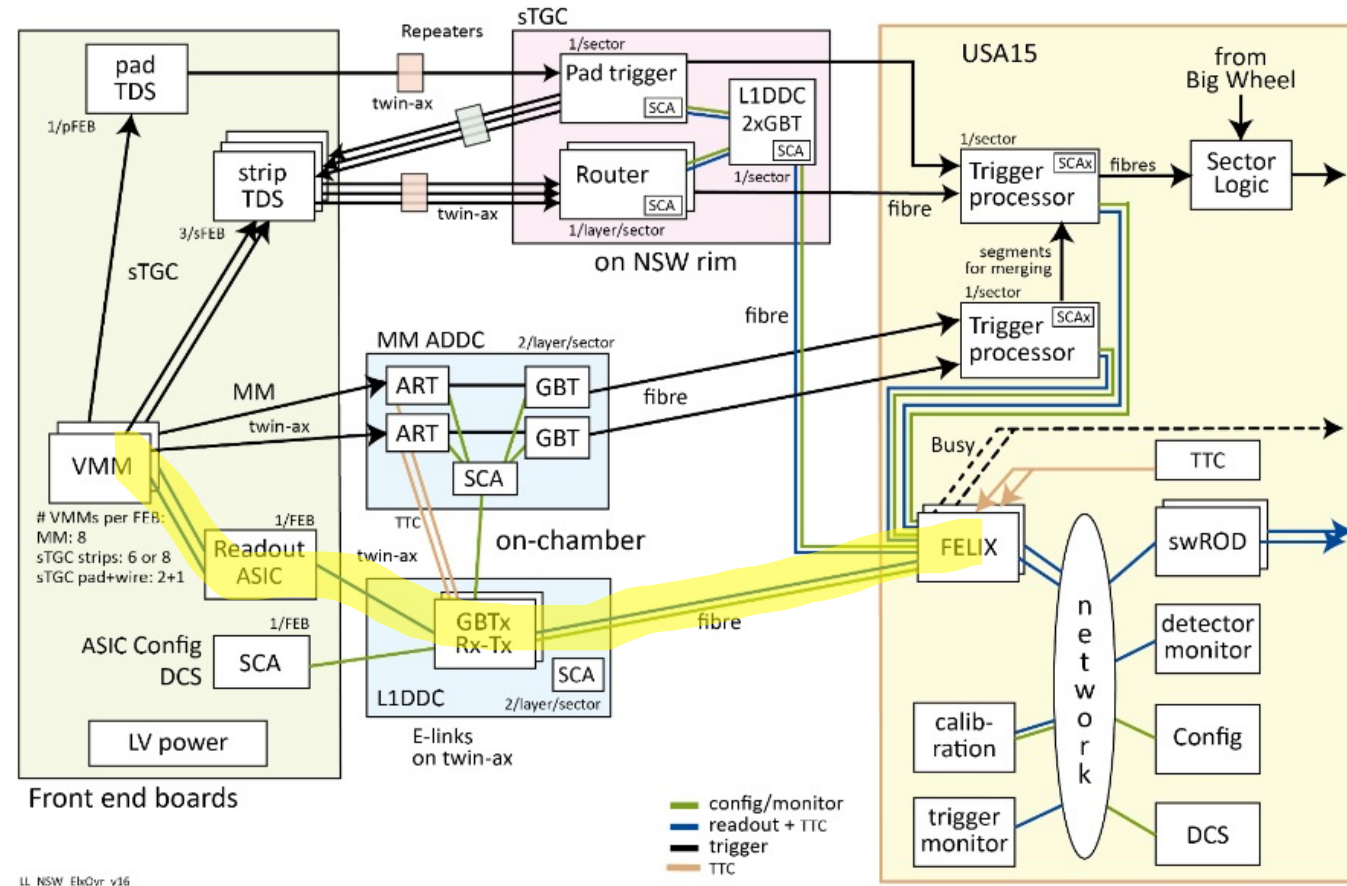 pad
TDS
1/pFEB
strip
TDS
3/sFEB
sTGC
VMM
# VMMs per FEB:
MM: 8
sTGC strips: 6 or 8
sTGC pad+wire: 2+1
1/FEB
Readout
ASIC
1/FEB
ASIC Config
DCS
SCA
LV power
Front end boards
Repeaters
twin-ax
twin-ax
MM
twin-ax
sTGC
1/sector
Pad trigger
SCA
L1DDC
2xGBT
SCA
1/sector
Router
SCA
1/layer/sector
on NSW rim
MM ADDC
2/layer/sector
ART
GBT
ART
GBT
SCA
TTC
on-chamber
twin-ax
GBTx
Rx-Tx
SCA
L1DDC
2/layer/sector
E-links
on twin-ax
fibre
fibre
fibre
fibre
USA15
from
Big Wheel
1/sector
Trigger
processor
SCAx
fibres
Sector
Logic
segments
for merging
1/sector
Trigger
processor
SCAx
Busy
TTC
FELIX
swROD
network
detector
monitor
calib-
ration
Config
trigger
monitor
DCS
config/monitor
readout + TTC
trigger
TTC
LL_NSW_ElxOvr_v16